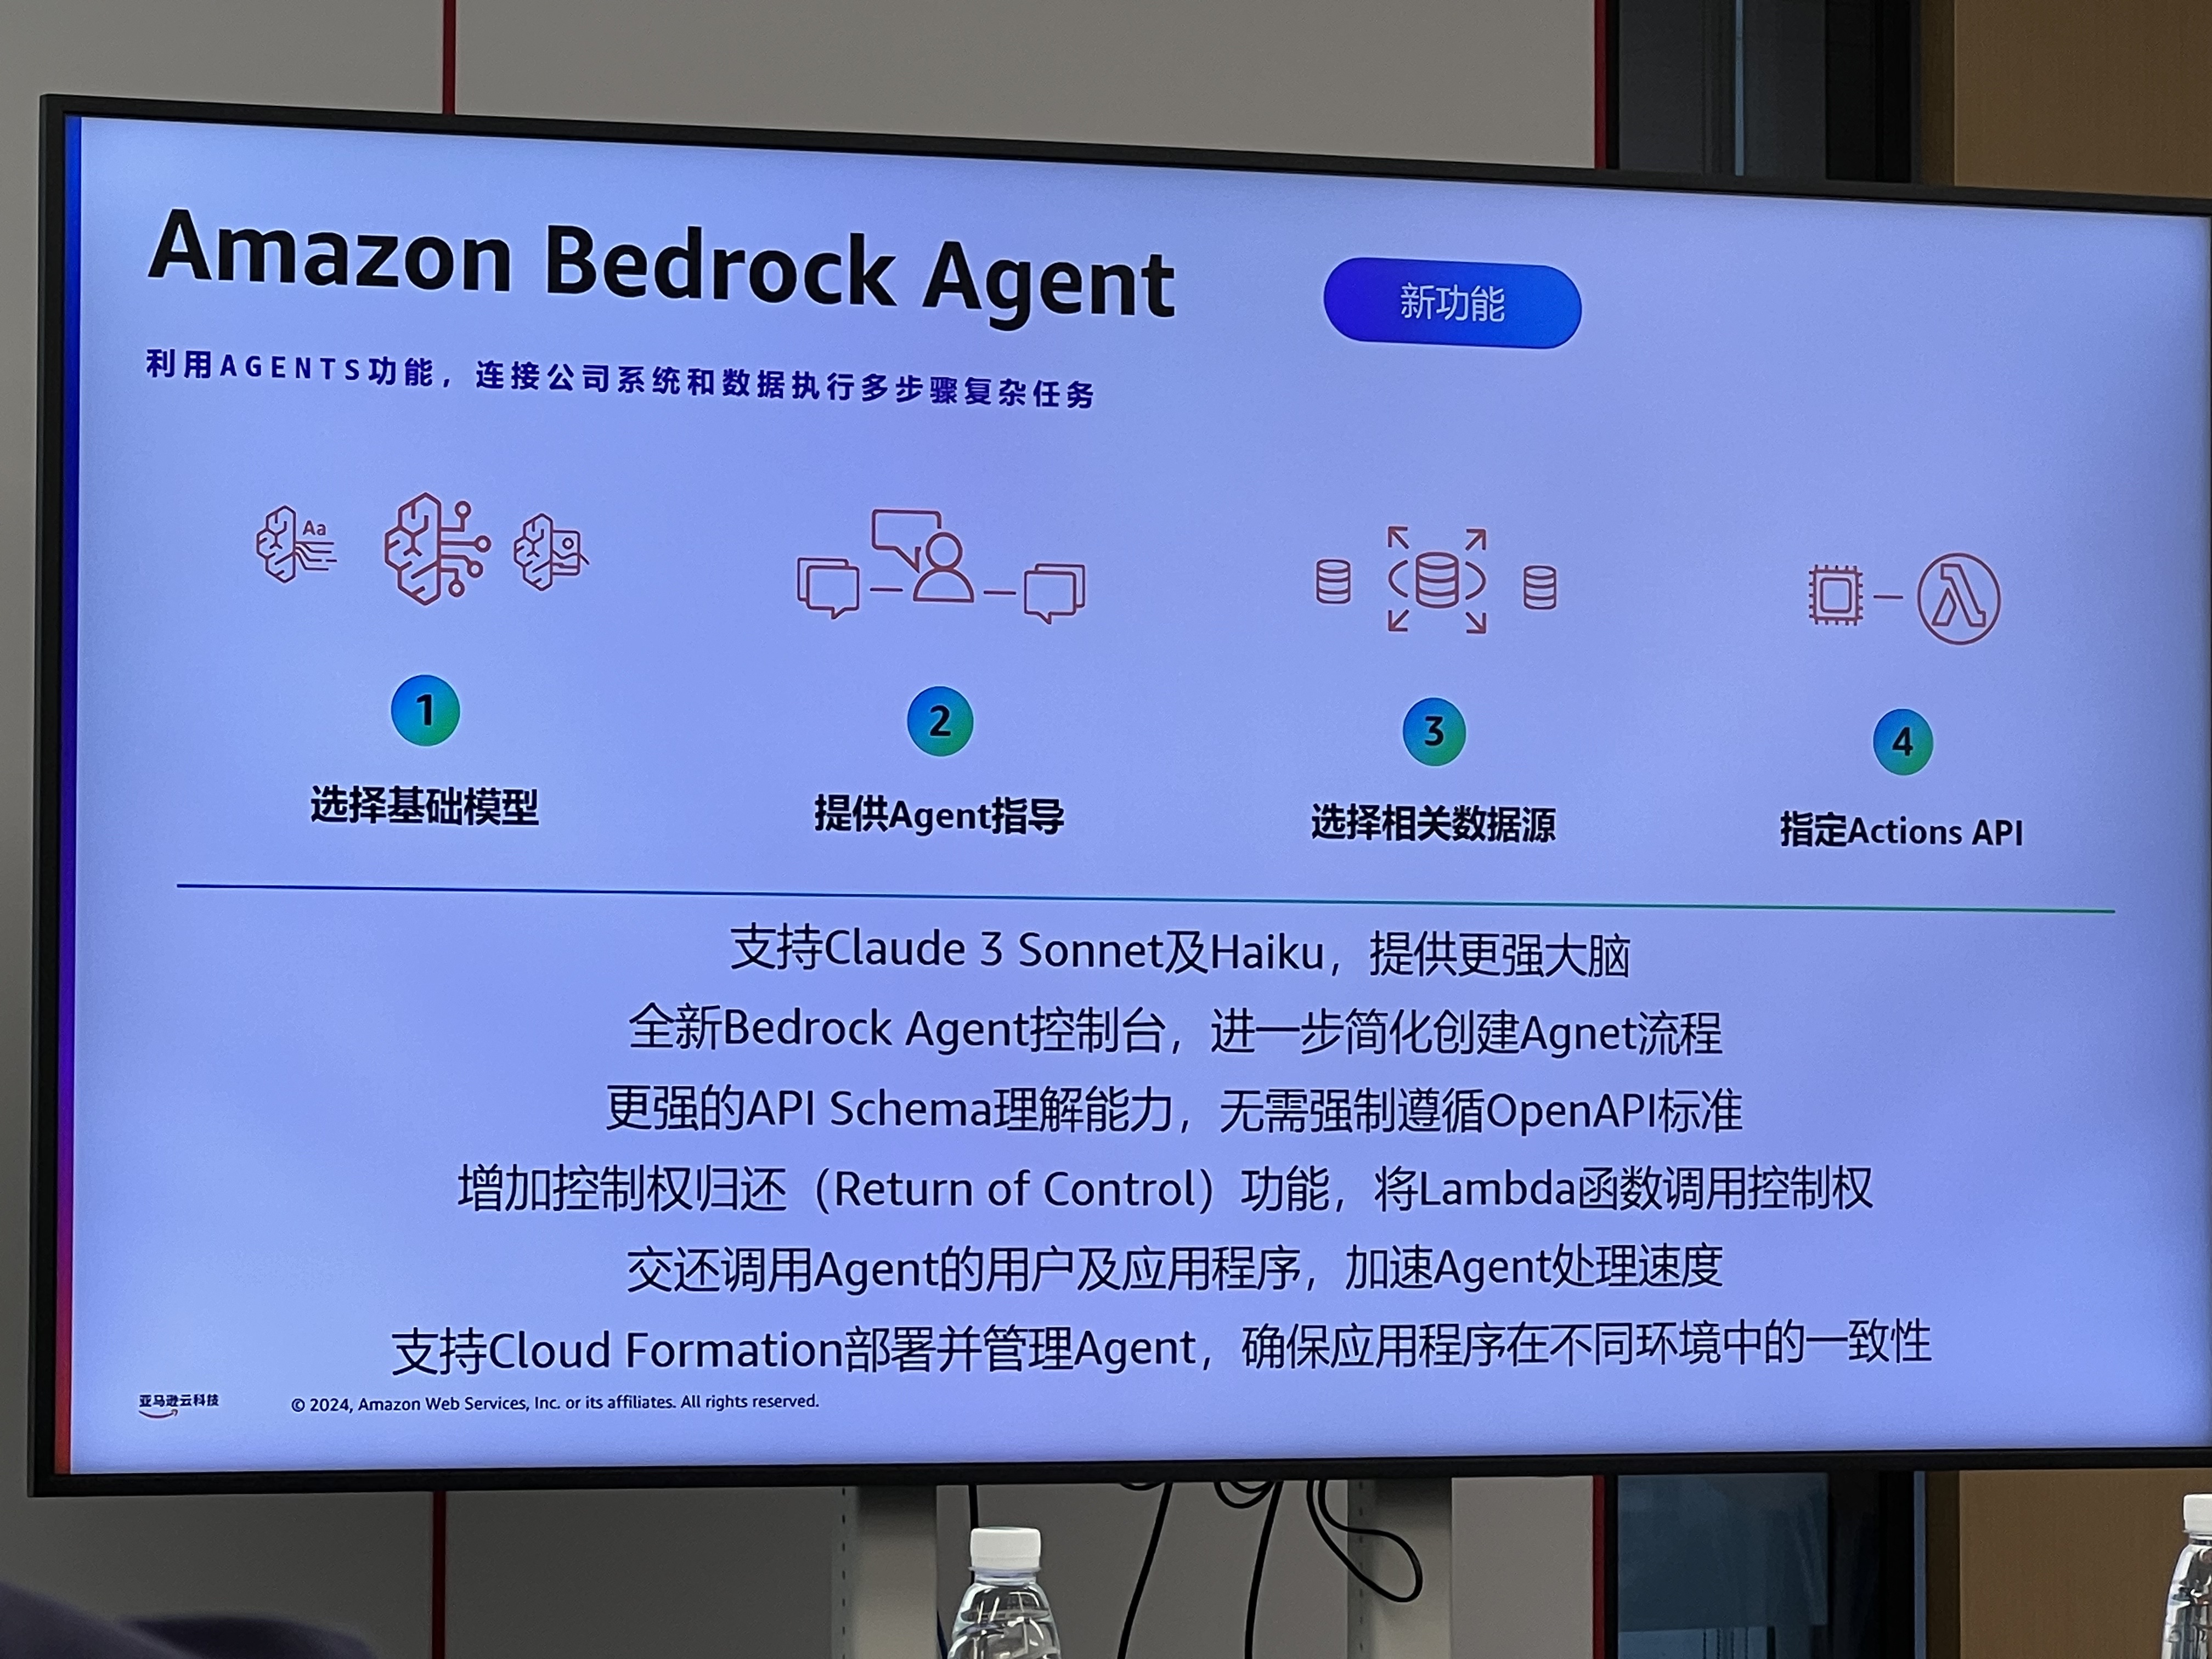 Amazon Bedrock Agent
新功能
利用AGENTS功能，连接公司系统和数据执行多步骤复杂任务
Aa
1
2
3
4
选择基础模型
提供Agent指导
选择相关数据源
指定Actions API
支持Claude 3 Sonnet及Haiku，提供更强大脑
全新Bedrock Agent控制台，进一步简化创建Agnet流程
更强的API Schema理解能力，无需强制遵循OpenAPI标准
增加控制权归还（Return of Control）功能，将Lambda函数调用控制权
交还调用Agent的用户及应用程序，加速Agent处理速度
支持Cloud Formation部署并管理Agent，确保应用程序在不同环境中的一致性
亚马逊云科技
© 2024, Amazon Web Services, Inc. or its affiliates. All rights reserved.